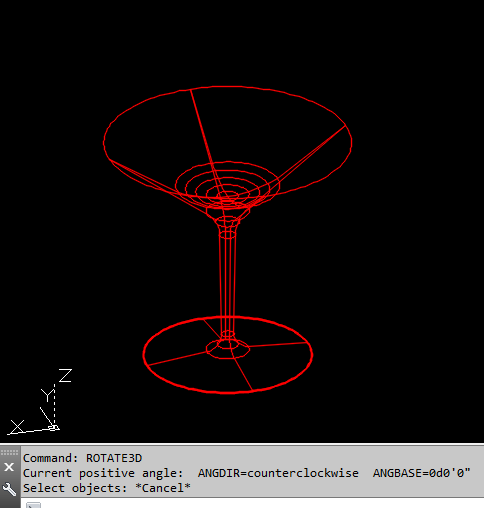 Z
Y
X
Command: ROTATE3D
Current positive angle:  ANGDIR=counterclockwise  ANGBASE=0d0'0"
Select objects: *Cancel*